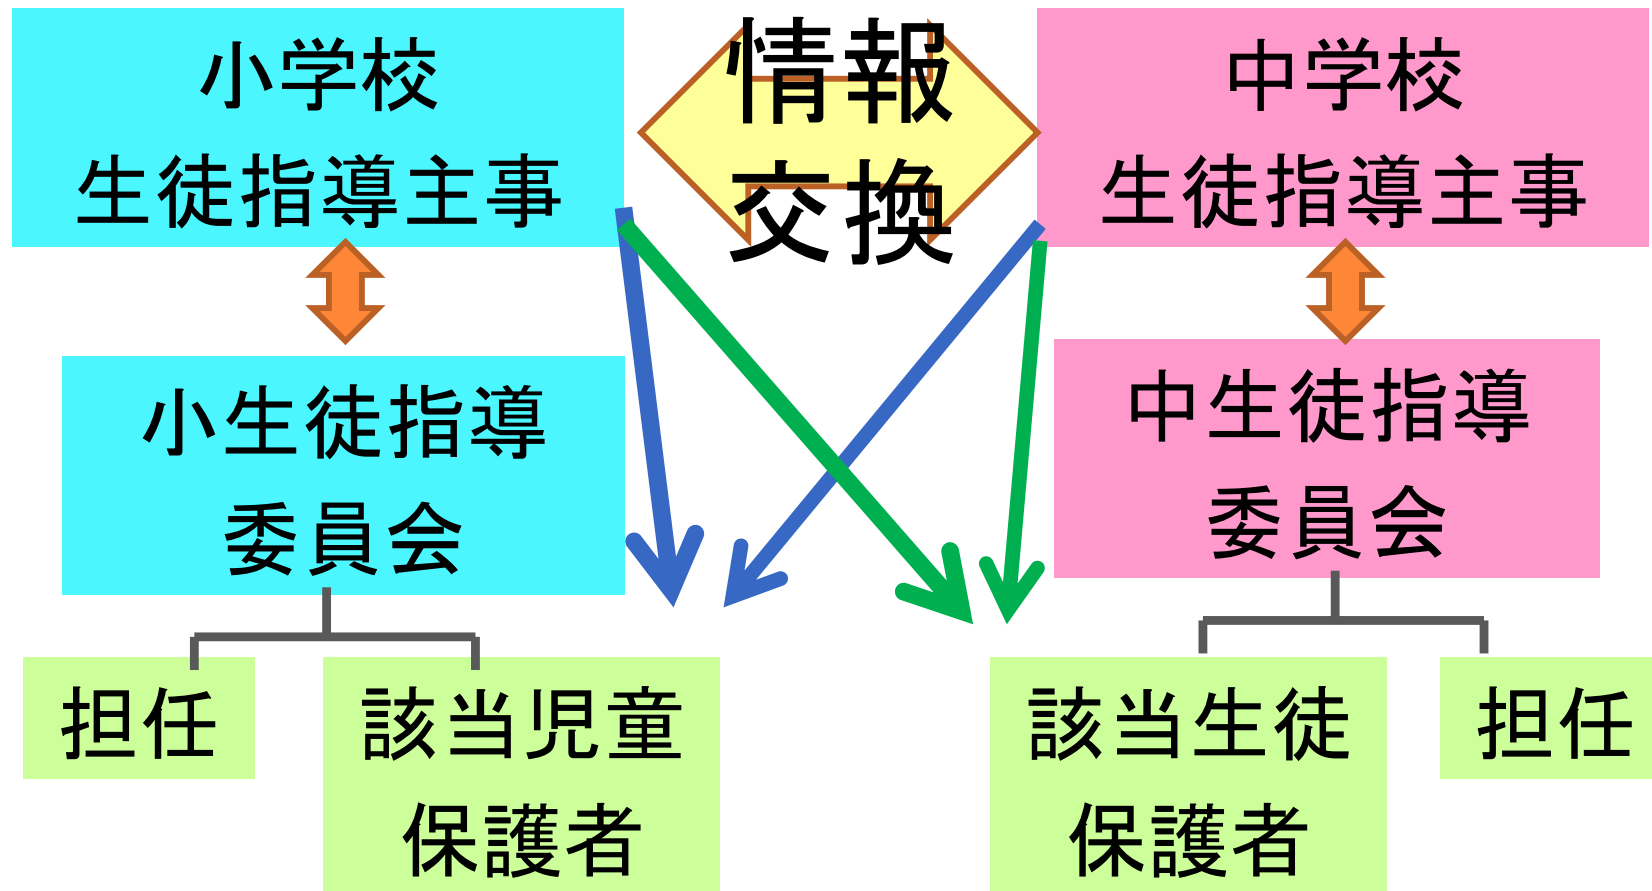 小学校
生徒指導主事
情報
交換
中学校
生徒指導主事
小生徒指導
委員会
中生徒指導
委員会
担任
該当児童
保護者
該当生徒
保護者
担任